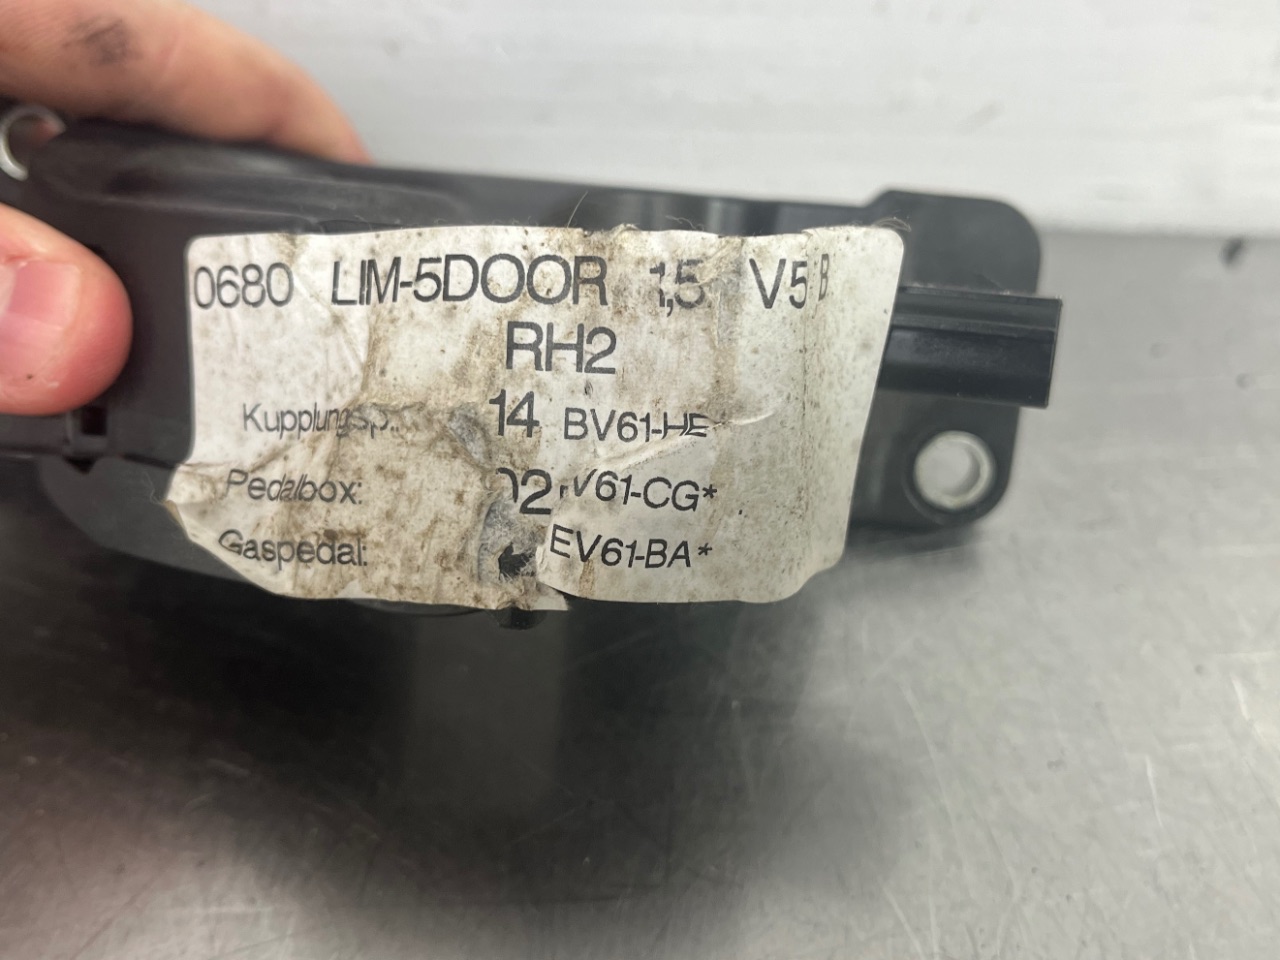 0680 LIM-5DOOR 1,5 V5 B
RH2
14 BV61-HE
Pedalbox: V61-CG*
Gaspedal: EV61-BA*